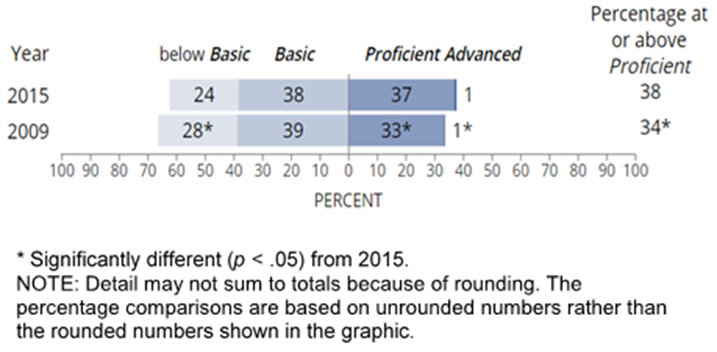 Percentage at
or above
Proficient
Year below Basic Basic Proficient Advanced
2015 24 38 37 1 38
2009 28* 39 33* 1* 34*
100 90 80 70 60 50 40 30 20 10 0 10 20 30 40 50 60 70 80 90 100
PERCENT
* Significantly different (p < .05) from 2015.
NOTE: Detail may not sum to totals because of rounding. The
percentage comparisons are based on unrounded numbers rather than
the rounded numbers shown in the graphic.